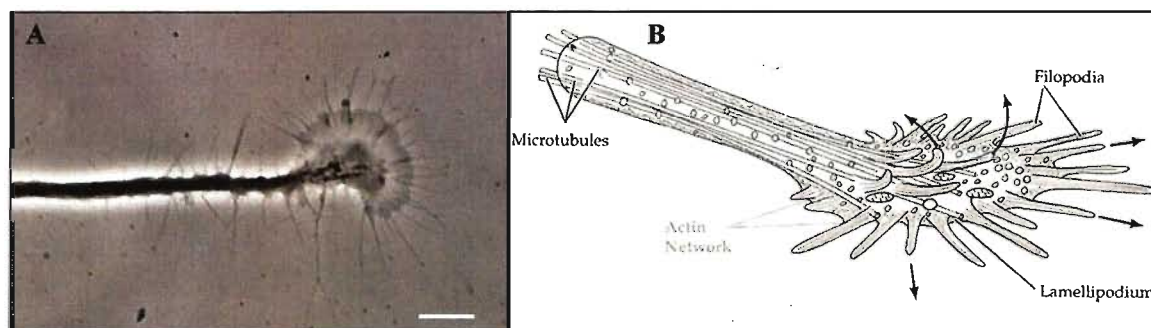 A
B
Filopodia
Microtubules
Actin
Network
Lamellipodium